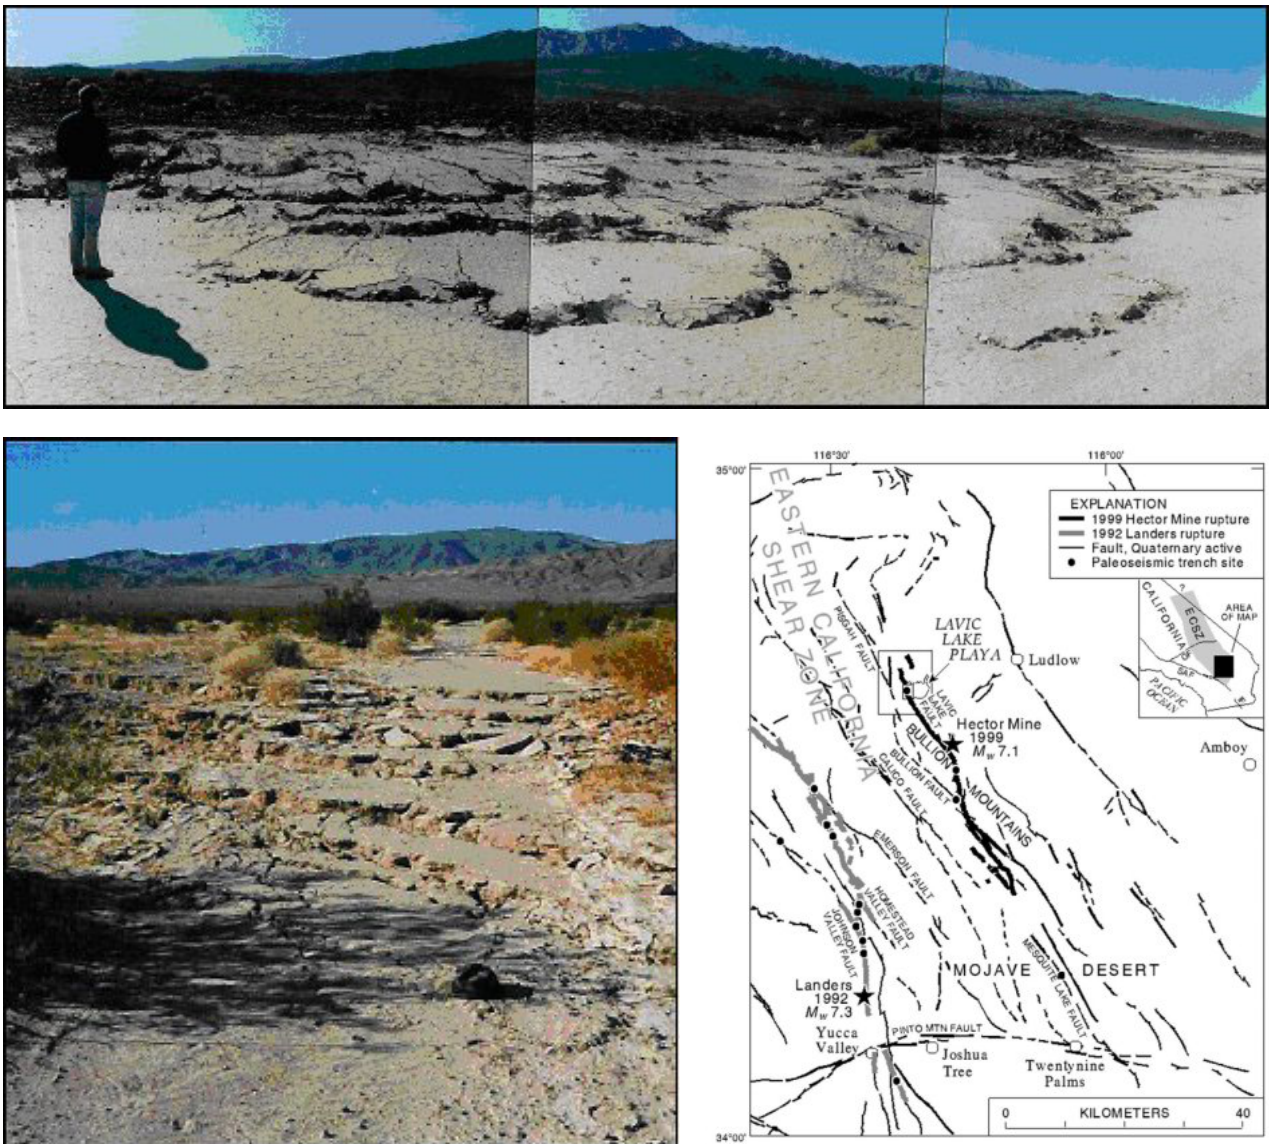 116°30'
116°00'
35°00'
EXPLANATION
1999 Hector Mine rupture
1992 Landers rupture
Fault, Quaternary active
Paleoseismic trench site
EASTERN CALIFORNIA
SHEAR ZONE
CALIFORNIA
ECSZ
AREA
OF MAP
SAF
PACIFIC
OCEAN
PISGAH FAULT
LAVIC
LAKE
PLAYA
Ludlow
LAVIC
LAKE
FAULT
Hector Mine
1999
Mw 7.1
Amboy
BULLION
MOUNTAINS
BULLION FAULT
CALICO FAULT
EMERSON FAULT
HOMESTEAD
VALLEY FAULT
JOHNSON
VALLEY FAULT
MOJAVE DESERT
MESQUITE LAKE FAULT
Landers
1992
Mw 7.3
Yucca
Valley
PINTO MTN FAULT
Joshua
Tree
Twentynine
Palms
0 KILOMETERS 40
34°00'